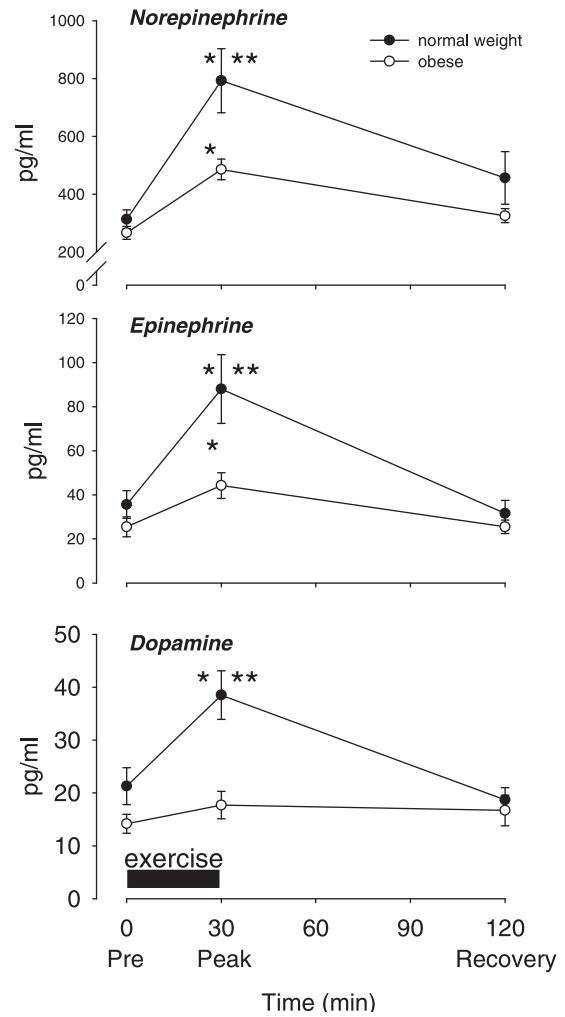 Norepinephrine
normal weight
obese
1000
800
600
400
200
0
pg/ml
* **
*
Epinephrine
120
100
80
60
40
20
0
pg/ml
* **
*
Dopamine
50
40
30
20
10
0
pg/ml
* **
exercise
0 30 60 90 120
Pre Peak Recovery
Time (min)